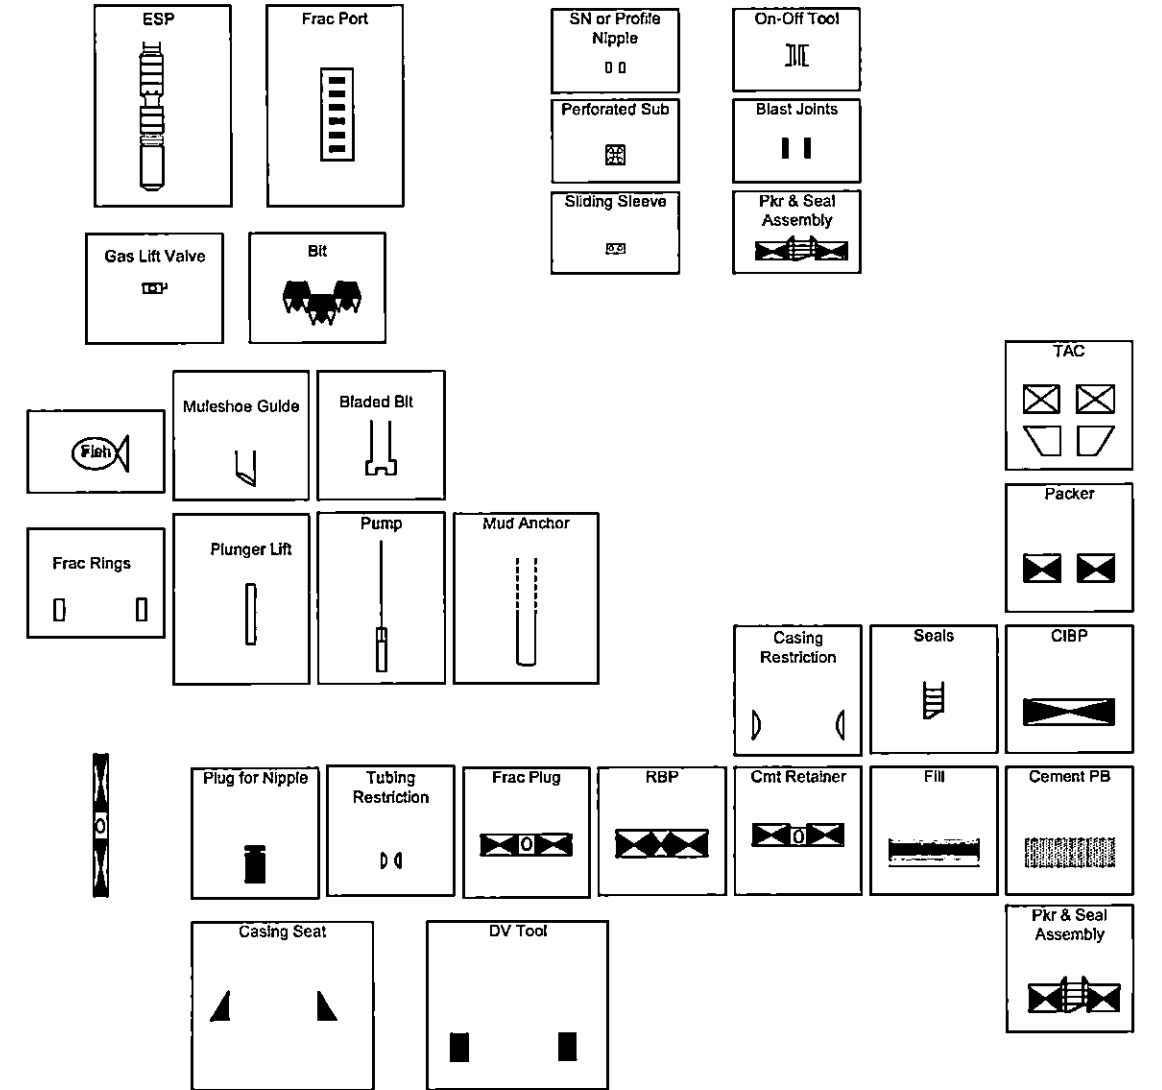 ESP
Frac Port
SN or Profile
Nipple
On-Off Tool
Perforated Sub
Blast Joints
Sliding Sleeve
Pkr & Seal
Assembly
Gas Lift Valve
Bit
TAC
Muleshoe Guide
Bladed Bit
Fish
Packer
Frac Rings
Plunger Lift
Pump
Mud Anchor
Casing
Restriction
Seals
CIBP
Plug for Nipple
Tubing
Restriction
Frac Plug
RBP
Cmt Retainer
Fill
Cement PB
Pkr & Seal
Assembly
Casing Seat
DV Tool